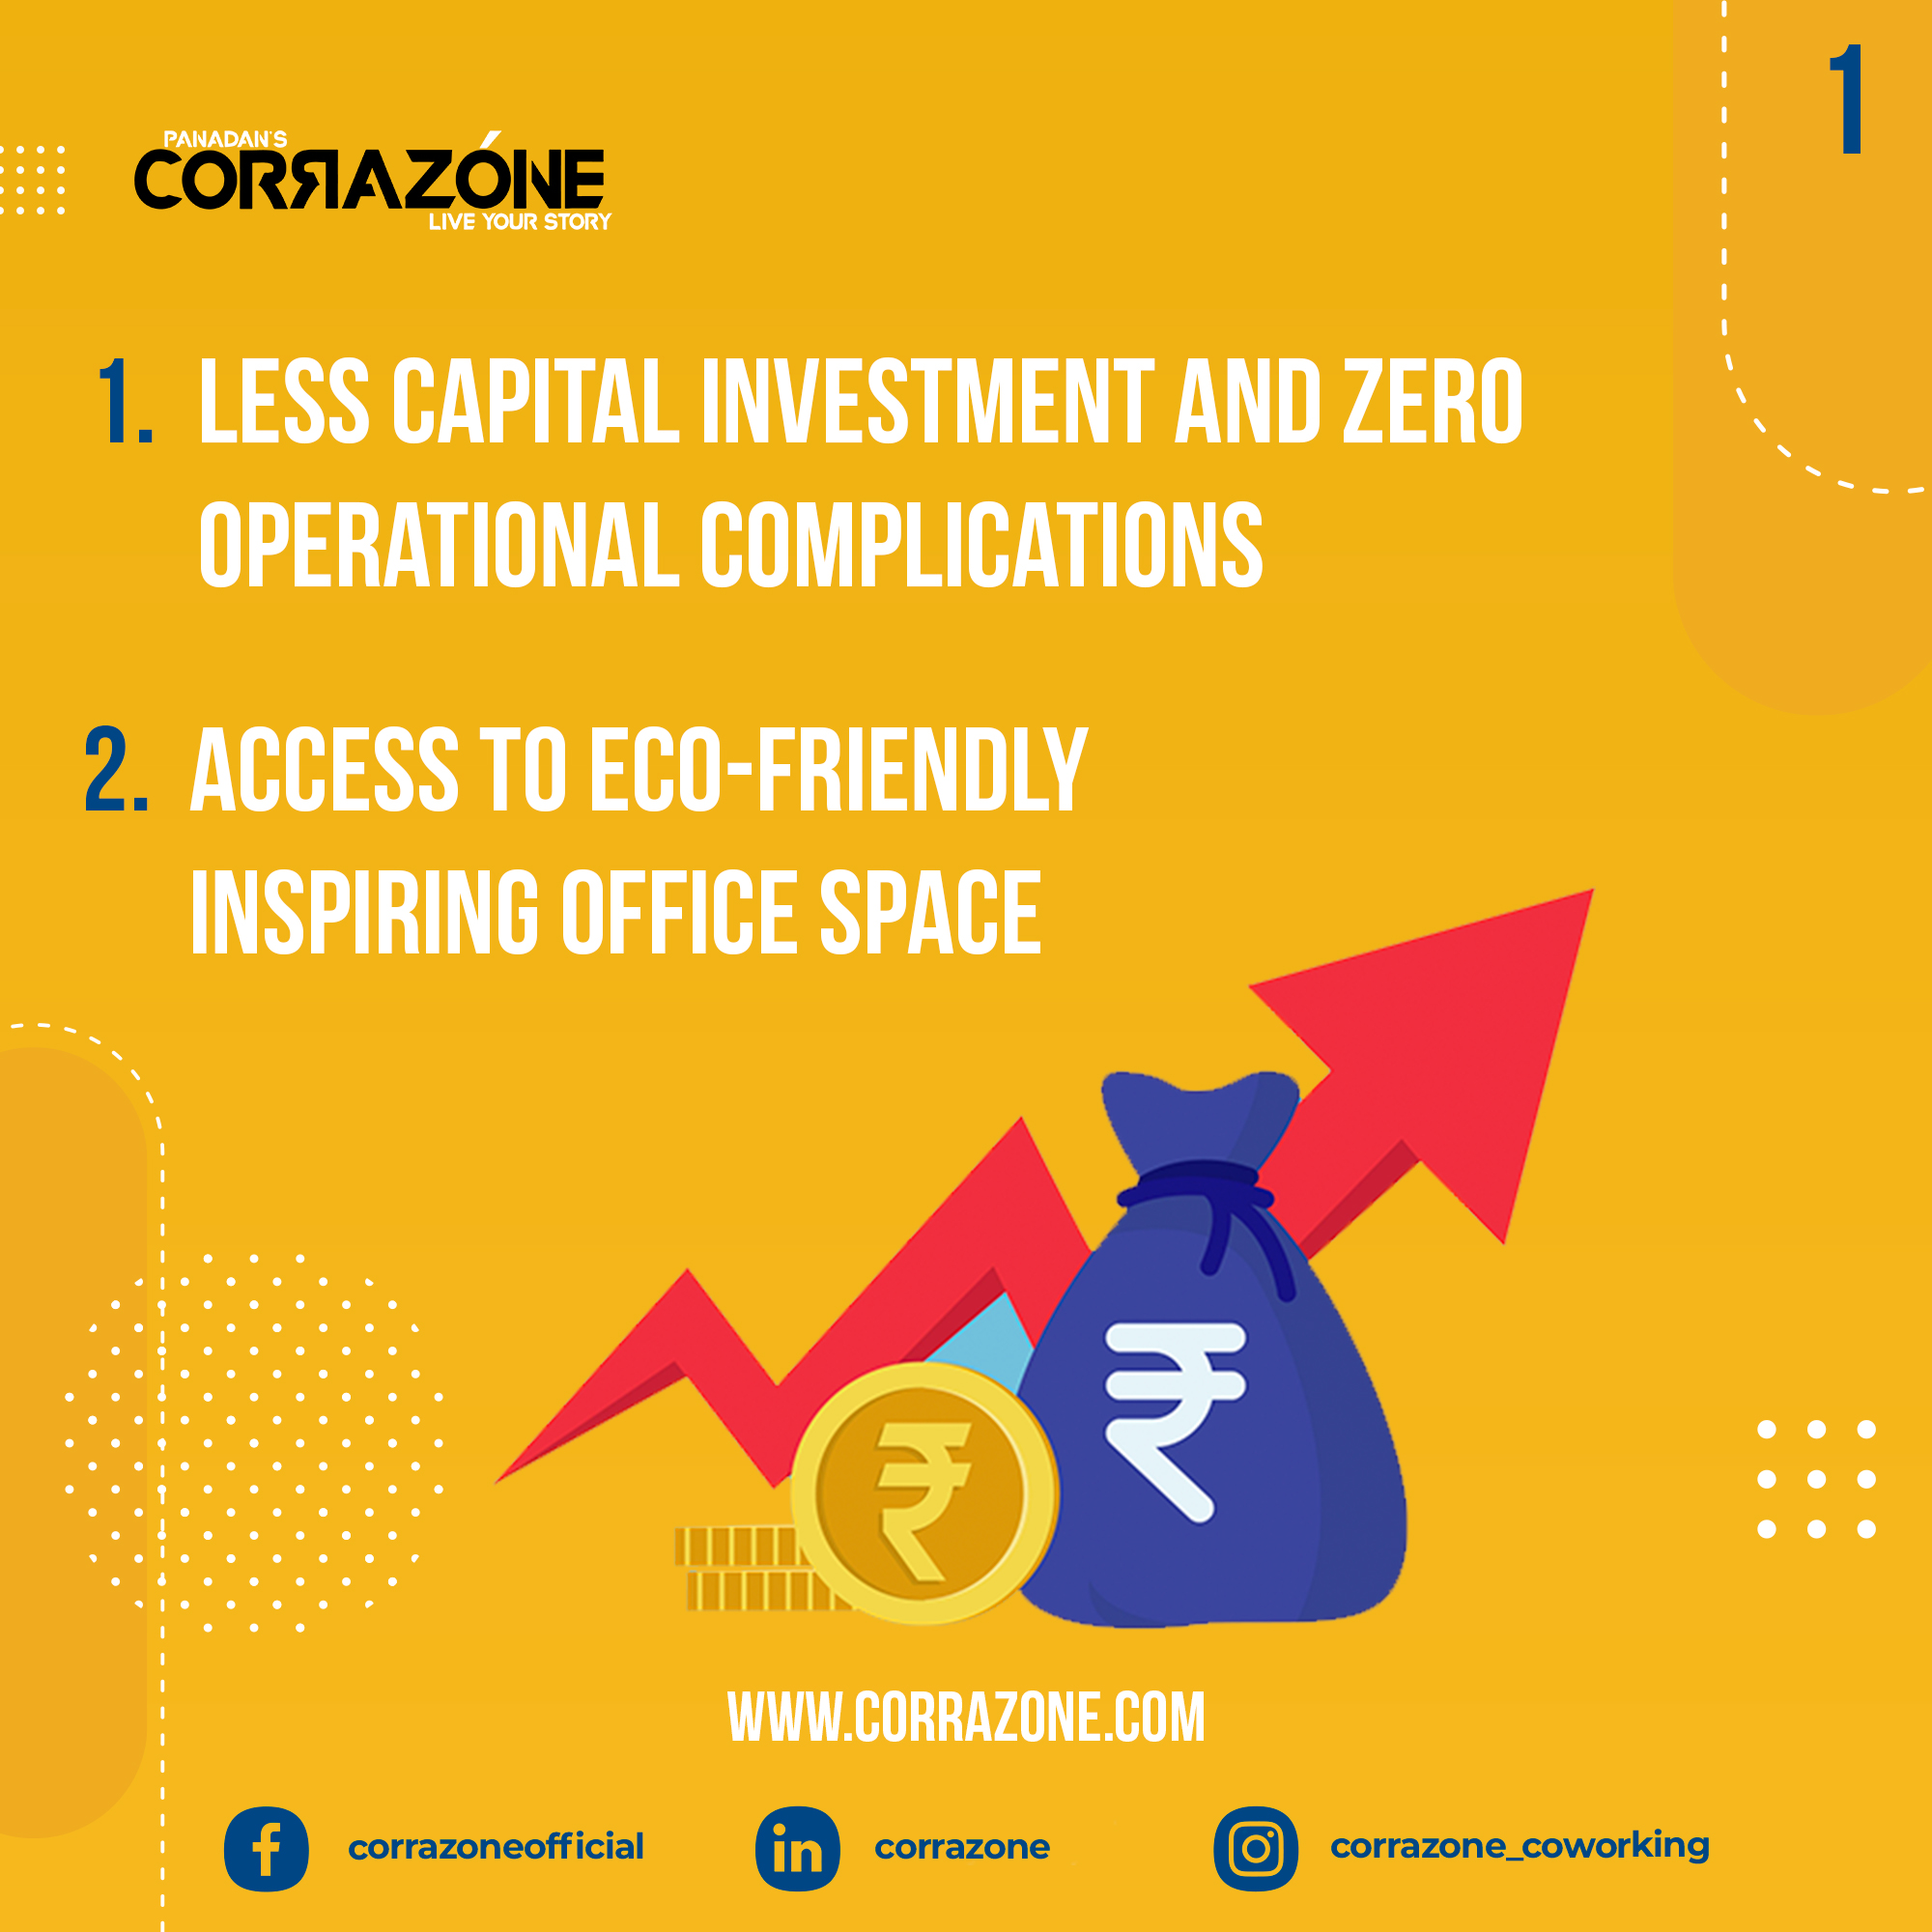 1
PANADAN'S
CORRAZÓNE
LIVE YOUR STORY
1. LESS CAPITAL INVESTMENT AND ZERO
OPERATIONAL COMPLICATIONS
2. ACCESS TO ECO-FRIENDLY
INSPIRING OFFICE SPACE
₹
₹
WWW.CORRAZONE.COM
corrazoneofficial
corrazone
corrazone_coworking